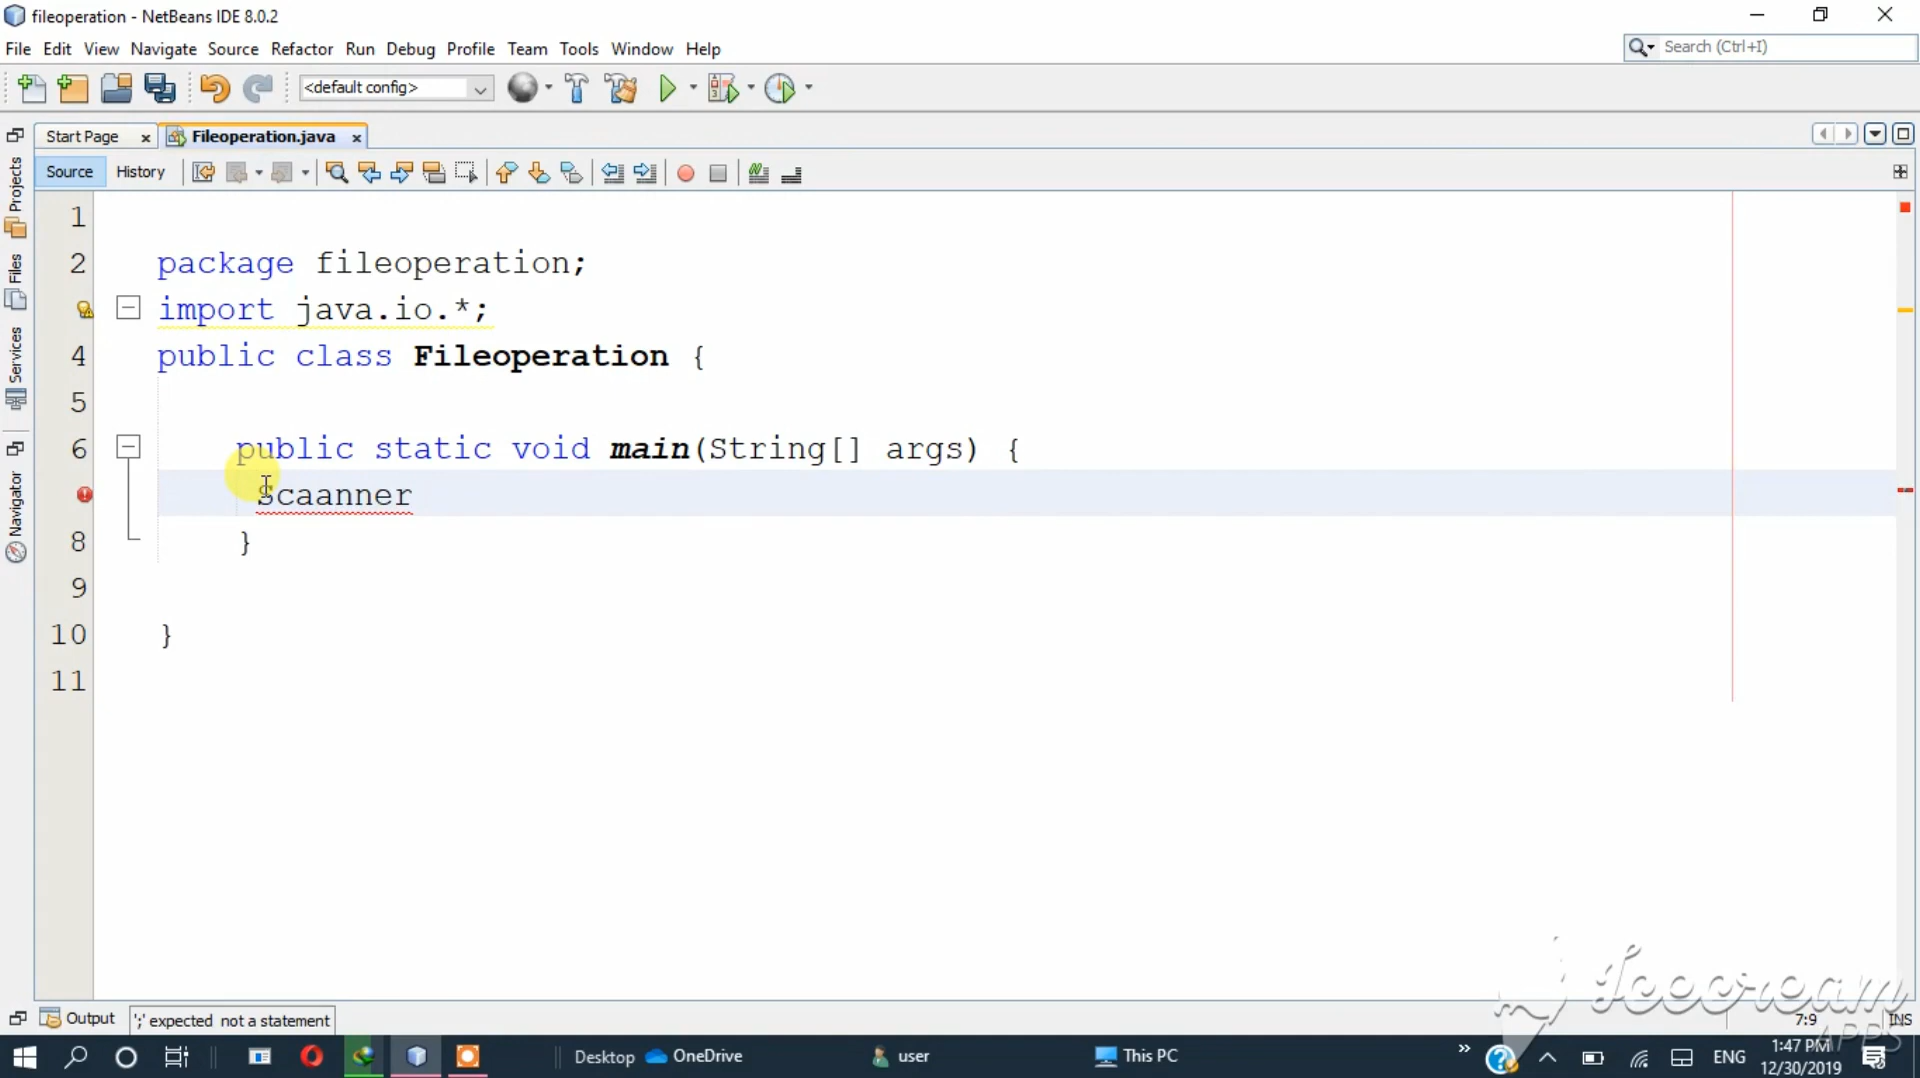 fileoperation - NetBeans IDE 8.0.2
File Edit View Navigate Source Refactor Run Debug Profile Team Tools Window Help
Search (Ctrl+I)
<default config>
Start Page Fileoperation.java
Source History
Projects
Files
Services
Navigator
1
2 package fileoperation;
import java.io.*;
4 public class Fileoperation {
5
6 public static void main(String[] args) {
Scaanner
8 }
9
10 }
11
Icecream
APPS
Output ';' expected not a statement 7:9 INS
Desktop OneDrive user This PC ENG 1:47 PM
12/30/2019